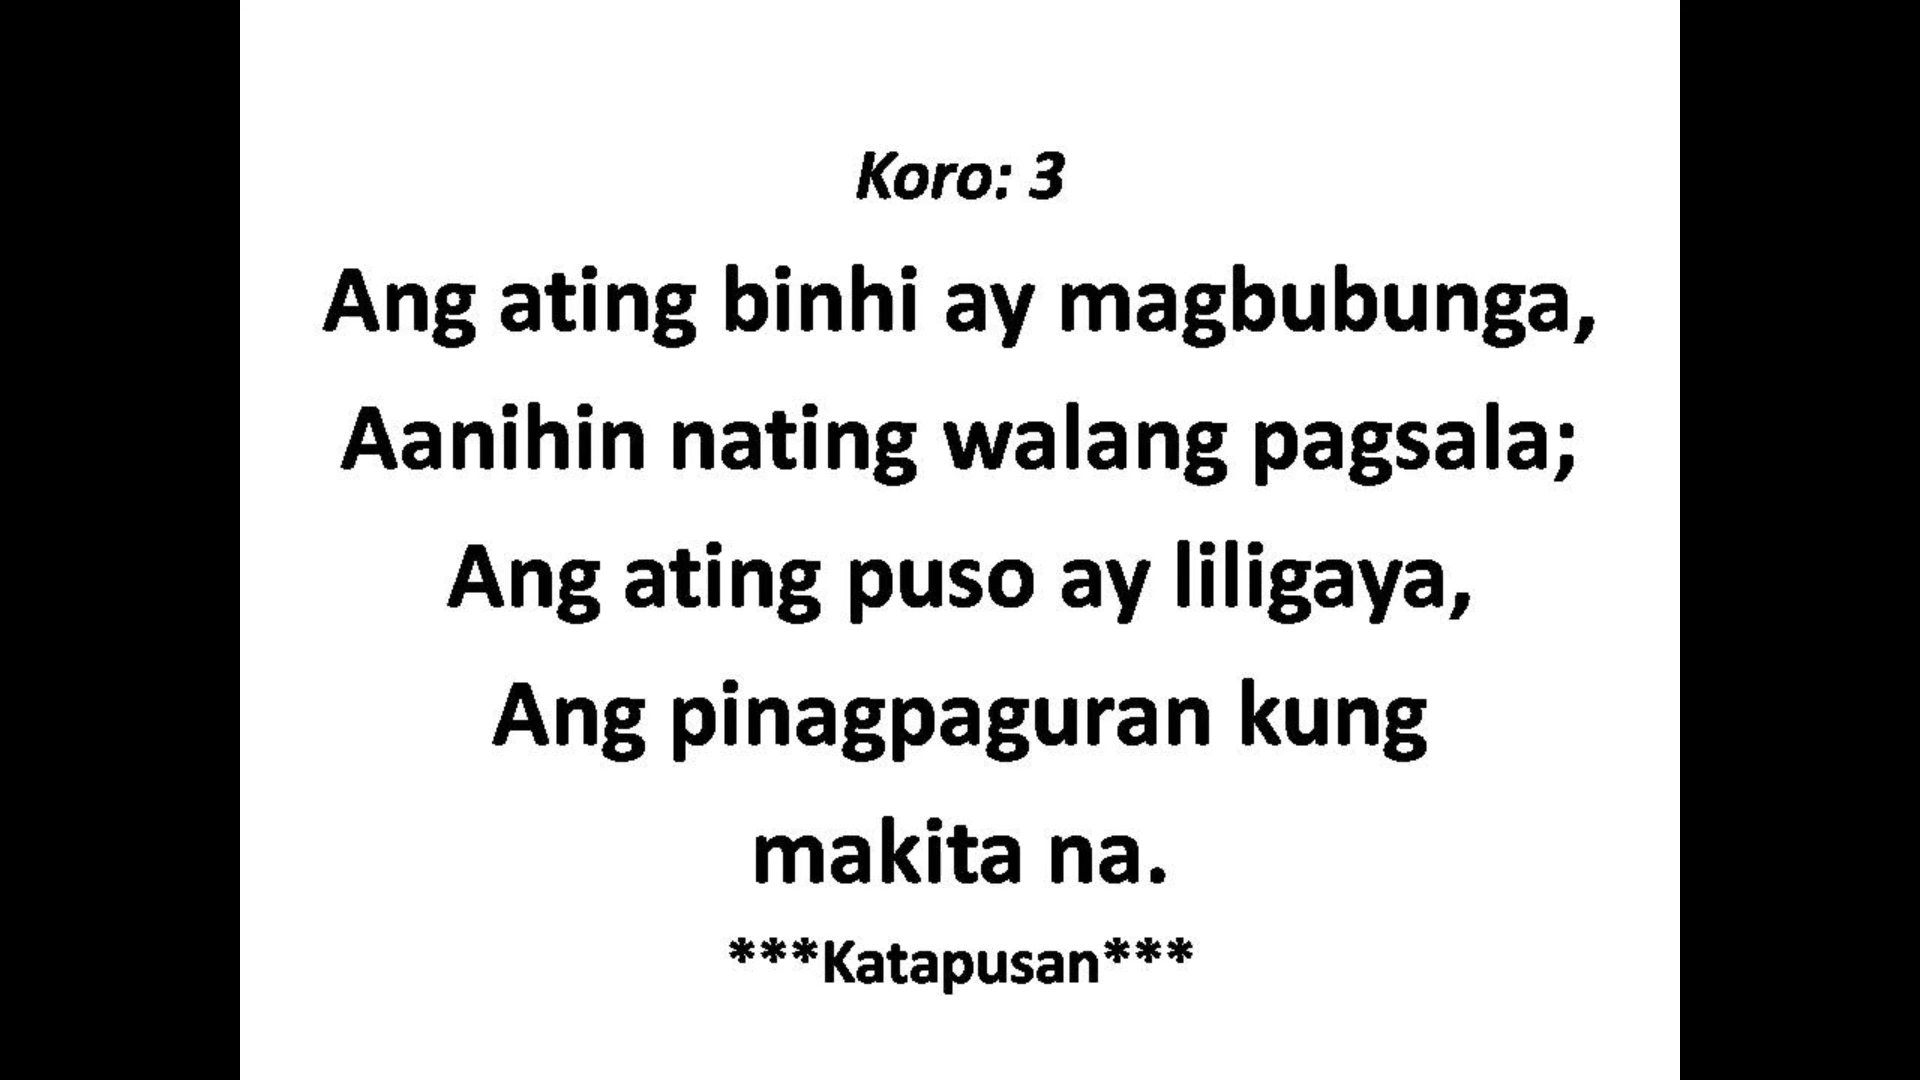 Koro: 3
Ang ating binhi ay magbubunga,
Aanihin nating walang pagsala;
Ang ating puso ay liligaya,
Ang pinagpaguran kung
makita na.
***Katapusan***